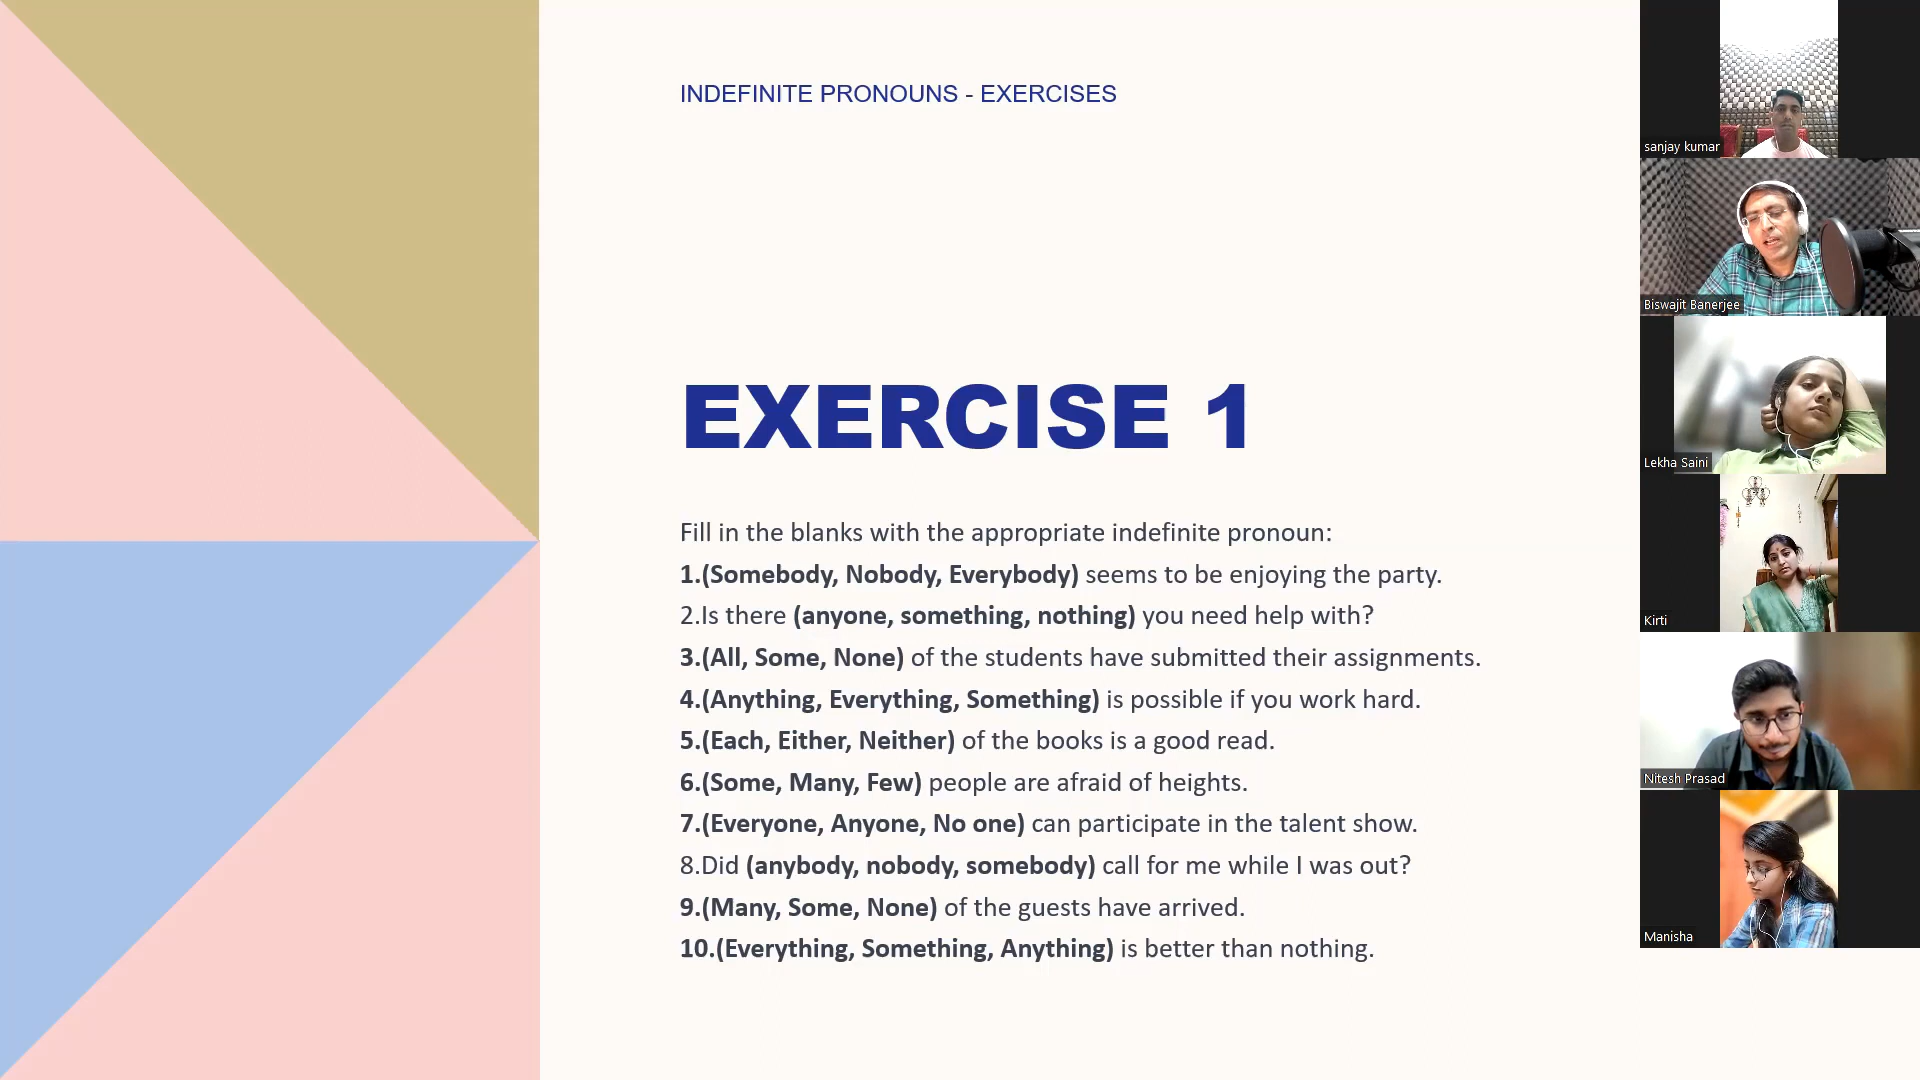 INDEFINITE PRONOUNS - EXERCISES
EXERCISE 1
Fill in the blanks with the appropriate indefinite pronoun:
1.(Somebody, Nobody, Everybody) seems to be enjoying the party.
2.Is there (anyone, something, nothing) you need help with?
3.(All, Some, None) of the students have submitted their assignments.
4.(Anything, Everything, Something) is possible if you work hard.
5.(Each, Either, Neither) of the books is a good read.
6.(Some, Many, Few) people are afraid of heights.
7.(Everyone, Anyone, No one) can participate in the talent show.
8.Did (anybody, nobody, somebody) call for me while I was out?
9.(Many, Some, None) of the guests have arrived.
10.(Everything, Something, Anything) is better than nothing.
sanjay kumar
Biswajit Banerjee
Lekha Saini
Kirti
Nitesh Prasad
Manisha